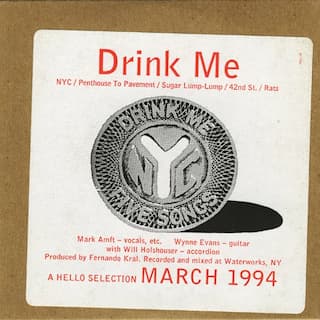 Drink Me
NYC / Penthouse To Pavement / Sugar Lump-Lump / 42nd St. / Rats
DRINK ME
NYC
FIVE SONGS
Mark Amft – vocals, etc. Wynne Evans – guitar
with Will Holshouser – accordion
Produced by Fernando Kral. Recorded and mixed at Waterworks, NY
A HELLO SELECTION MARCH 1994